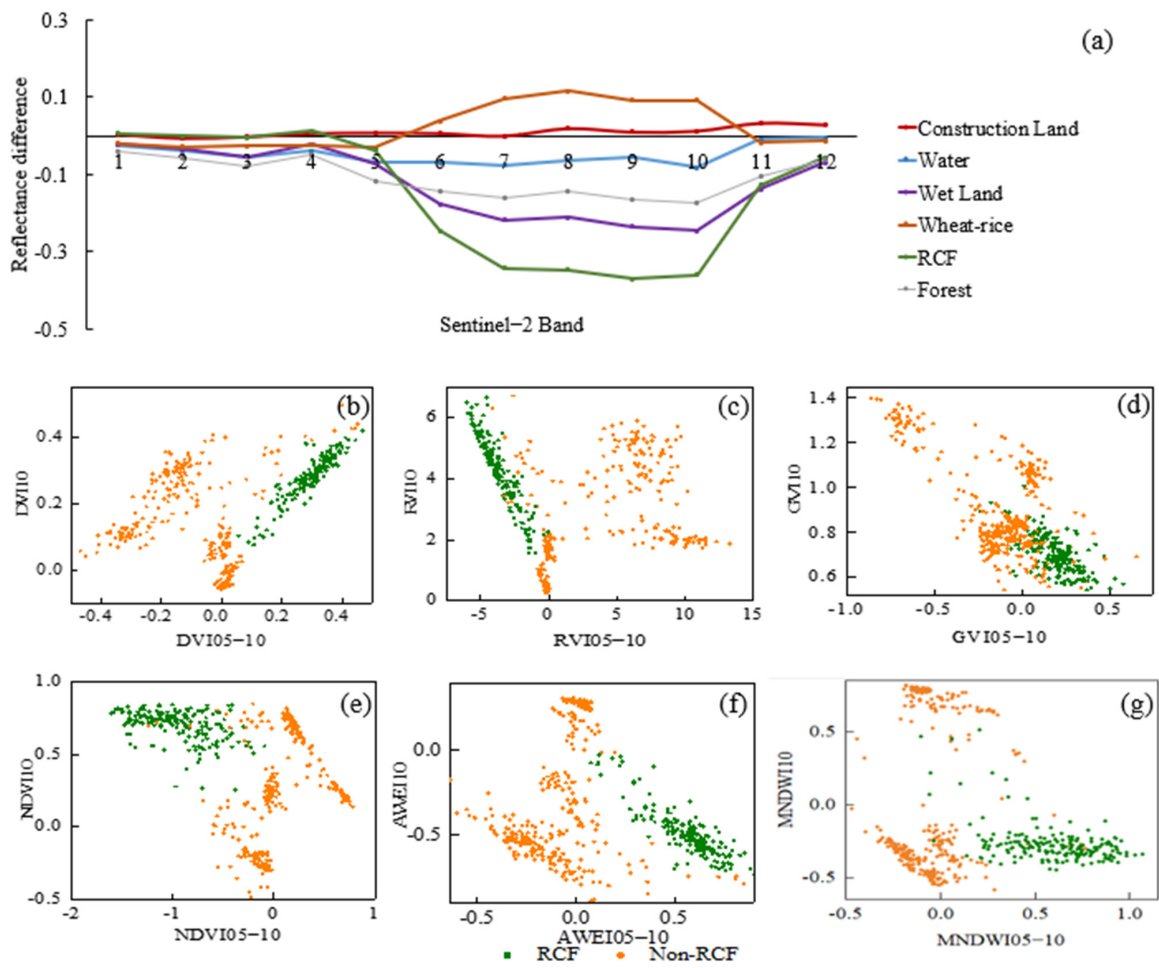 0.3
(a)
0.1
-0.1
-0.3
-0.5
Reflectance difference
1 2 3 4 5 6 7 8 9 10 11 12
Sentinel−2 Band
Construction Land
Water
Wet Land
Wheat-rice
RCF
Forest
(b)
0.4
0.2
0.0
DVI10
-0.4 -0.2 0.0 0.2 0.4
DVI05−10
(c)
6
4
2
0
RVI10
-5 0 5 10 15
RVI05−10
(d)
1.4
1.2
1.0
0.8
0.6
GVI10
-1.0 -0.5 0.0 0.5
GVI05−10
(e)
1.0
0.5
0.0
-0.5
NDVI10
-2 -1 0 1
NDVI05−10
(f)
0.0
-0.5
AWEI10
0.0 0.5
AWEI05−10
(g)
0.5
0.0
-0.5
MNDWI10
-0.5 0.0 0.5 1.0
MNDWI05−10
RCF Non−RCF